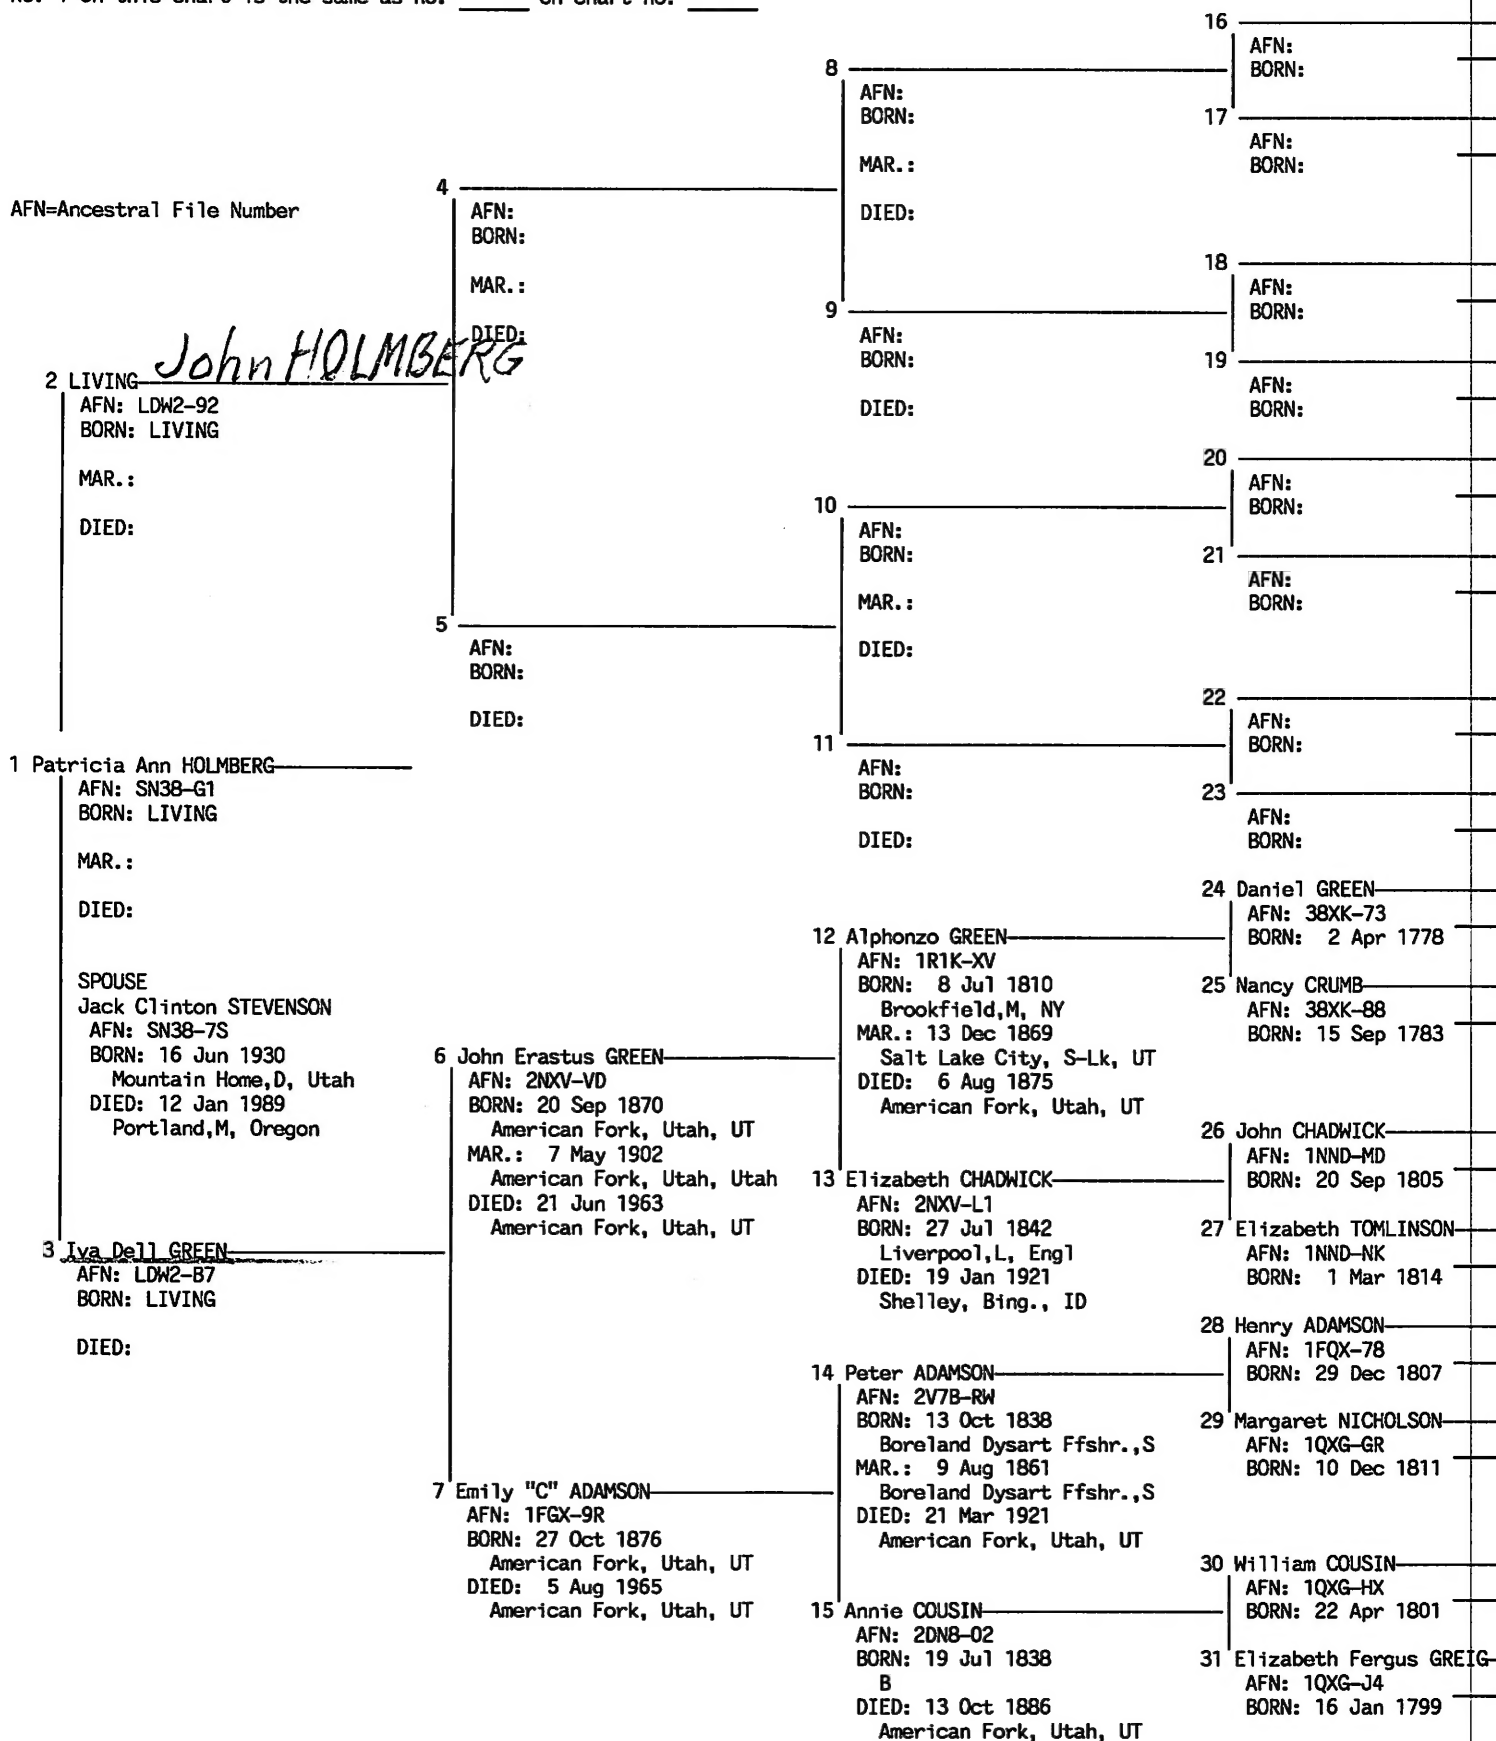 No. 1 on this chart is the same as no. ______ on chart no. ______
AFN=Ancestral File Number
2 LIVING John HOLMBERG
AFN: LDW2-92
BORN: LIVING
MAR.:
DIED:
1 Patricia Ann HOLMBERG
AFN: SN38-G1
BORN: LIVING
MAR.:
DIED:
SPOUSE
Jack Clinton STEVENSON
AFN: SN38-7S
BORN: 16 Jun 1930
Mountain Home,D, Utah
DIED: 12 Jan 1989
Portland,M, Oregon
3 Iva Dell GREEN
AFN: LDW2-B7
BORN: LIVING
DIED:
4
AFN:
BORN:
MAR.:
DIED:
5
AFN:
BORN:
DIED:
6 John Erastus GREEN
AFN: 2NXV-VD
BORN: 20 Sep 1870
American Fork, Utah, UT
MAR.: 7 May 1902
American Fork, Utah, Utah
DIED: 21 Jun 1963
American Fork, Utah, UT
7 Emily "C" ADAMSON
AFN: 1FGX-9R
BORN: 27 Oct 1876
American Fork, Utah, UT
DIED: 5 Aug 1965
American Fork, Utah, UT
8
AFN:
BORN:
MAR.:
DIED:
9
AFN:
BORN:
DIED:
10
AFN:
BORN:
MAR.:
DIED:
11
AFN:
BORN:
DIED:
12 Alphonzo GREEN
AFN: 1R1K-XV
BORN: 8 Jul 1810
Brookfield,M, NY
MAR.: 13 Dec 1869
Salt Lake City, S-Lk, UT
DIED: 6 Aug 1875
American Fork, Utah, UT
13 Elizabeth CHADWICK
AFN: 2NXV-L1
BORN: 27 Jul 1842
Liverpool,L, Engl
DIED: 19 Jan 1921
Shelley, Bing., ID
14 Peter ADAMSON
AFN: 2V7B-RW
BORN: 13 Oct 1838
Boreland Dysart Ffshr.,S
MAR.: 9 Aug 1861
Boreland Dysart Ffshr.,S
DIED: 21 Mar 1921
American Fork, Utah, UT
15 Annie COUSIN
AFN: 2DN8-02
BORN: 19 Jul 1838
B
DIED: 13 Oct 1886
American Fork, Utah, UT
16
AFN:
BORN:
17
AFN:
BORN:
18
AFN:
BORN:
19
AFN:
BORN:
20
AFN:
BORN:
21
AFN:
BORN:
22
AFN:
BORN:
23
AFN:
BORN:
24 Daniel GREEN
AFN: 38XK-73
BORN: 2 Apr 1778
25 Nancy CRUMB
AFN: 38XK-88
BORN: 15 Sep 1783
26 John CHADWICK
AFN: 1NND-MD
BORN: 20 Sep 1805
27 Elizabeth TOMLINSON
AFN: 1NND-NK
BORN: 1 Mar 1814
28 Henry ADAMSON
AFN: 1FQX-78
BORN: 29 Dec 1807
29 Margaret NICHOLSON
AFN: 1QXG-GR
BORN: 10 Dec 1811
30 William COUSIN
AFN: 1QXG-HX
BORN: 22 Apr 1801
31 Elizabeth Fergus GREIG
AFN: 1QXG-J4
BORN: 16 Jan 1799